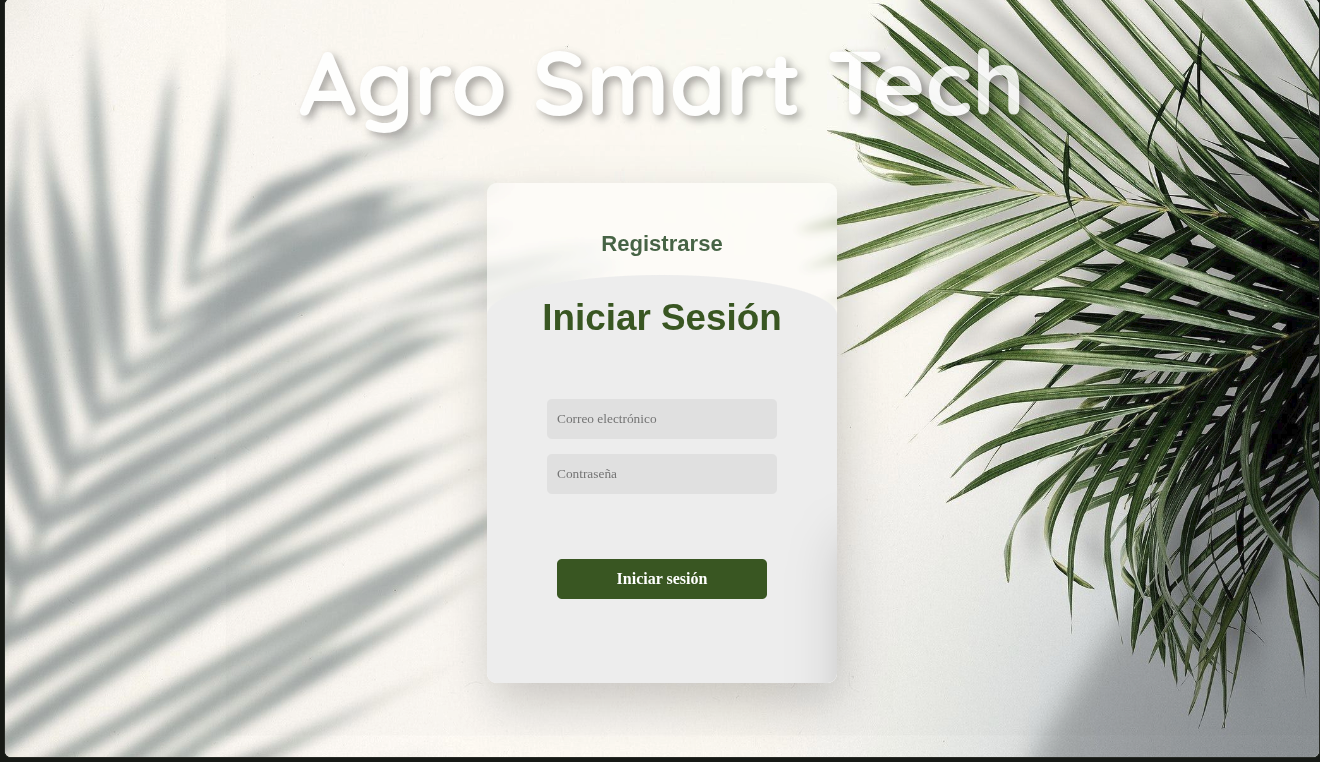 Agro Smart Tech
Registrarse
Iniciar Sesión
Correo electrónico
Contraseña
Iniciar sesión